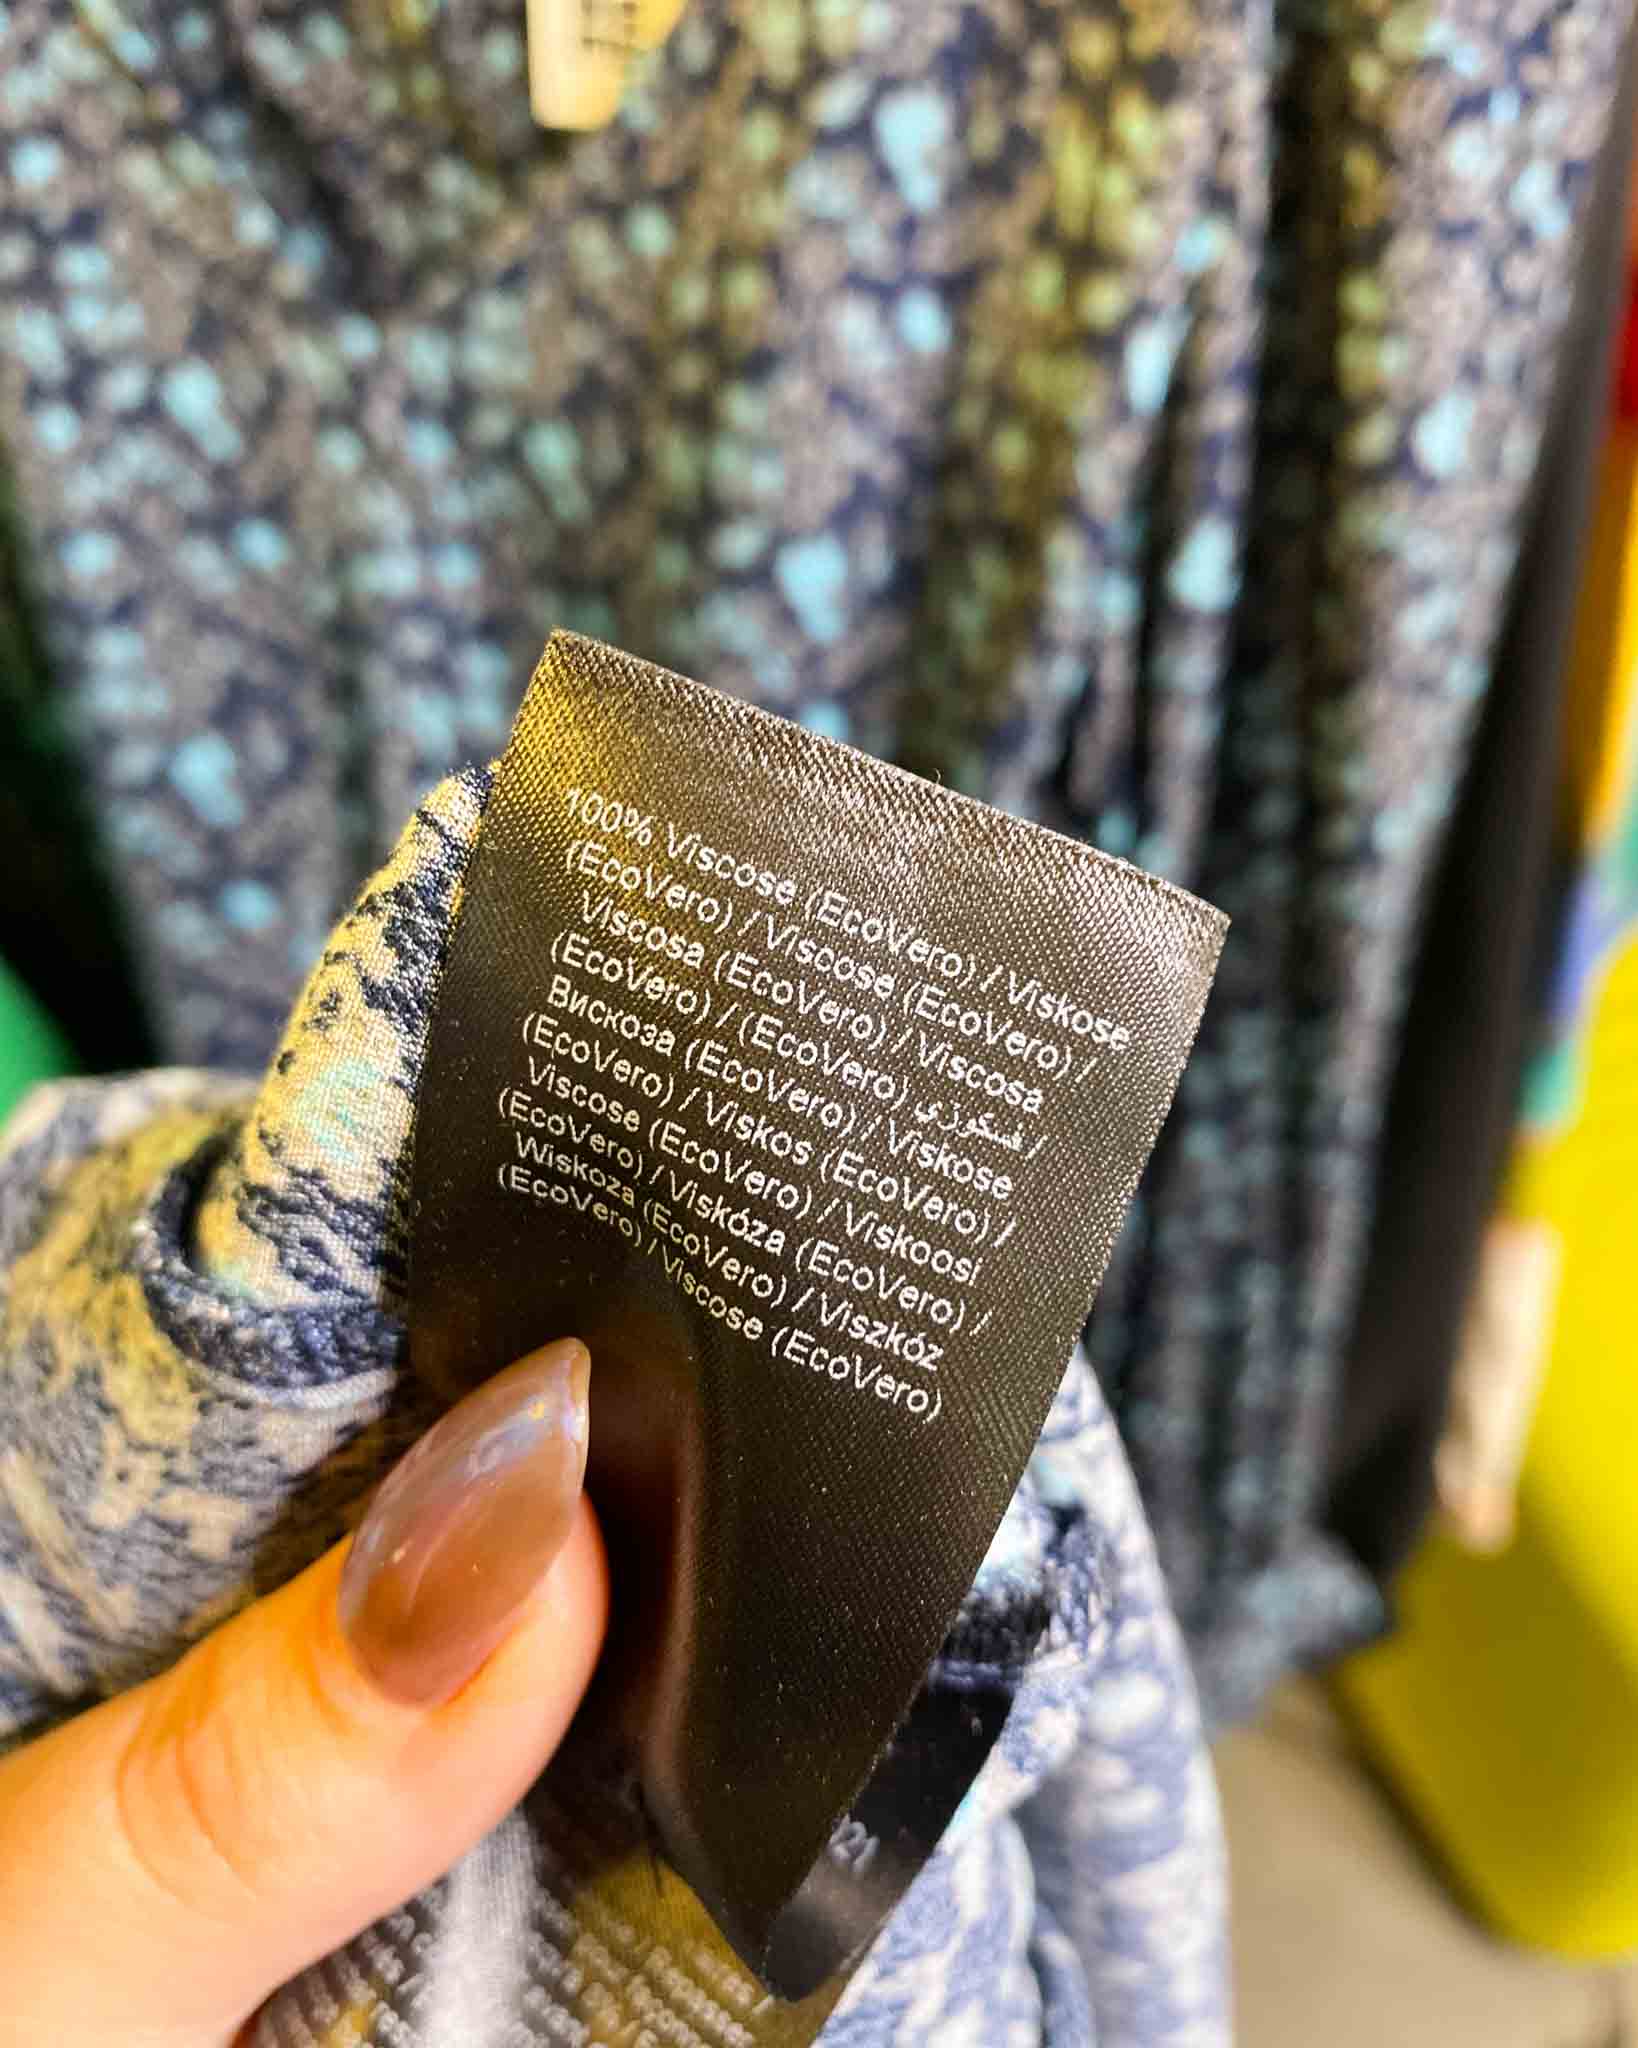 100% Viscose (EcoVero) / Viskose
(EcoVero) / Viscose (EcoVero) /
Viscosa (EcoVero) / Viscosa
(EcoVero) / (EcoVero) فسكوزي /
Вискоза (EcoVero) / Viskose
(EcoVero) / Viskos (EcoVero) /
Viscose (EcoVero) / Viskoosi
(EcoVero) / Viskóza (EcoVero) /
Wiskoza (EcoVero) / Viszkóz
(EcoVero) / Viscose (EcoVero)